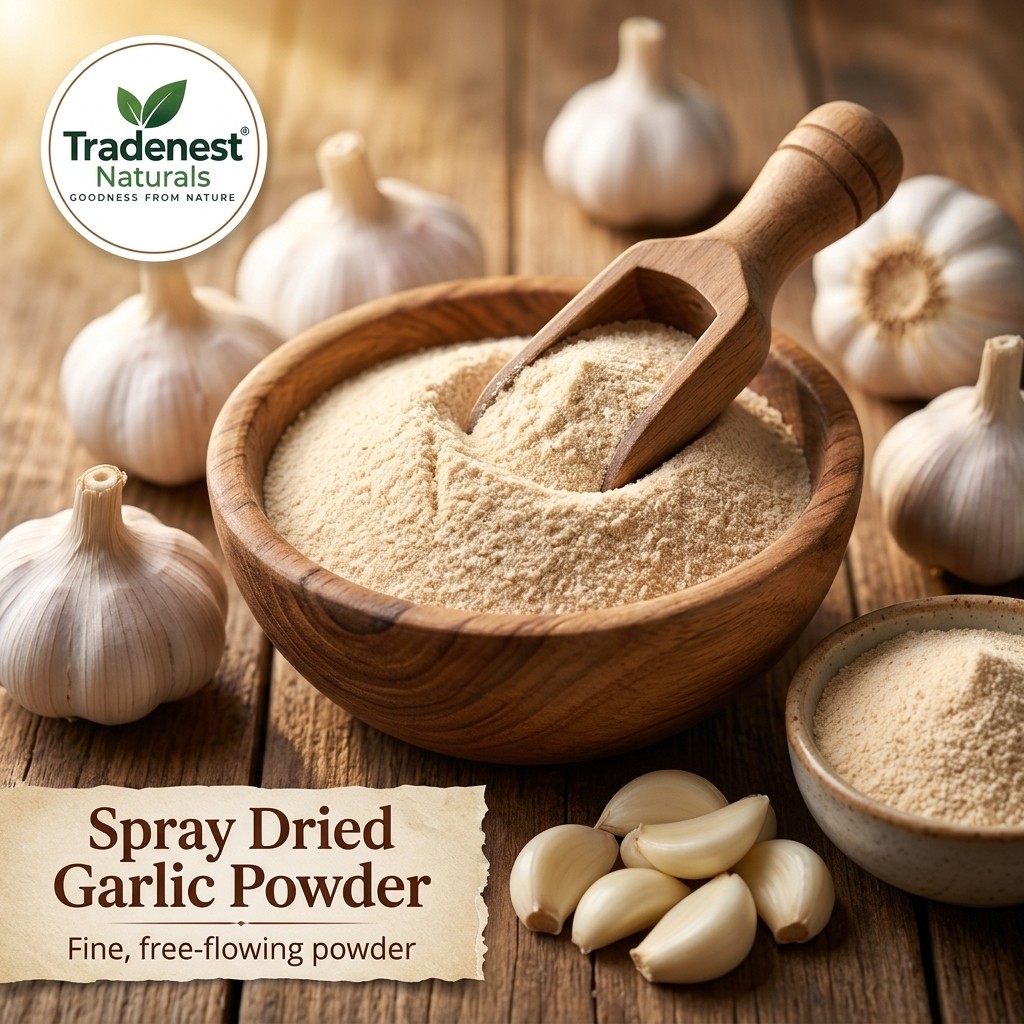 Tradenest®
Naturals
GOODNESS FROM NATURE
Spray Dried
Garlic Powder
Fine, free-flowing powder